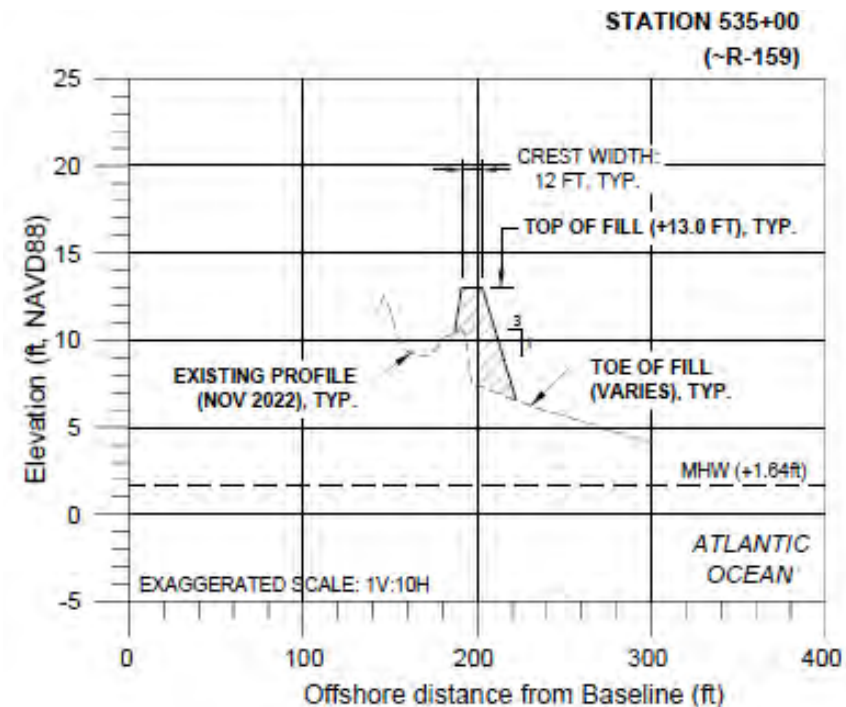 STATION 535+00
(~R-159)
25
20
15
10
5
0
-5
Elevation (ft, NAVD88)
CREST WIDTH:
12 FT, TYP.
TOP OF FILL (+13.0 FT), TYP.
3
EXISTING PROFILE
(NOV 2022), TYP.
TOE OF FILL
(VARIES), TYP.
MHW (+1.64ft)
ATLANTIC
OCEAN
EXAGGERATED SCALE: 1V:10H
0
100
200
300
400
Offshore distance from Baseline (ft)